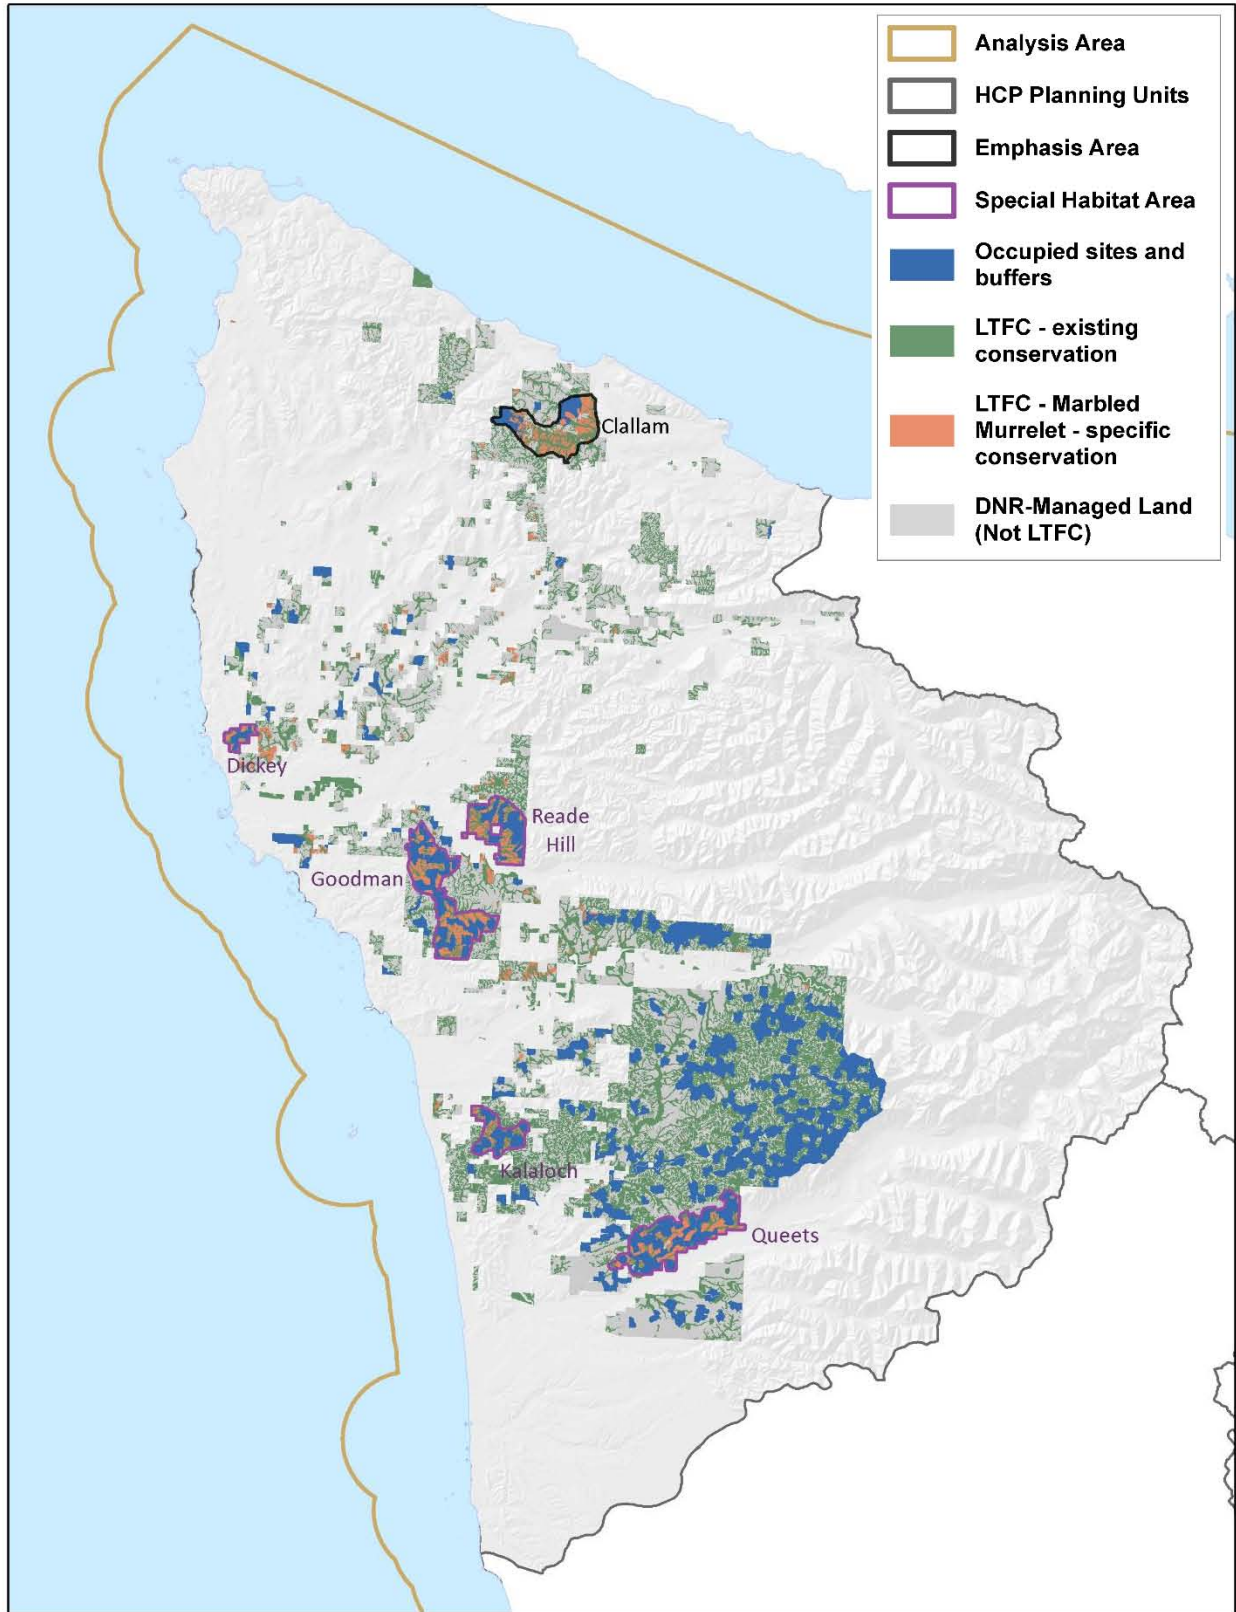 Analysis Area
HCP Planning Units
Emphasis Area
Special Habitat Area
Occupied sites and
buffers
LTFC - existing
conservation
LTFC - Marbled
Murrelet - specific
conservation
DNR-Managed Land
(Not LTFC)
Clallam
Dickey
Reade
Hill
Goodman
Kalaloch
Queets